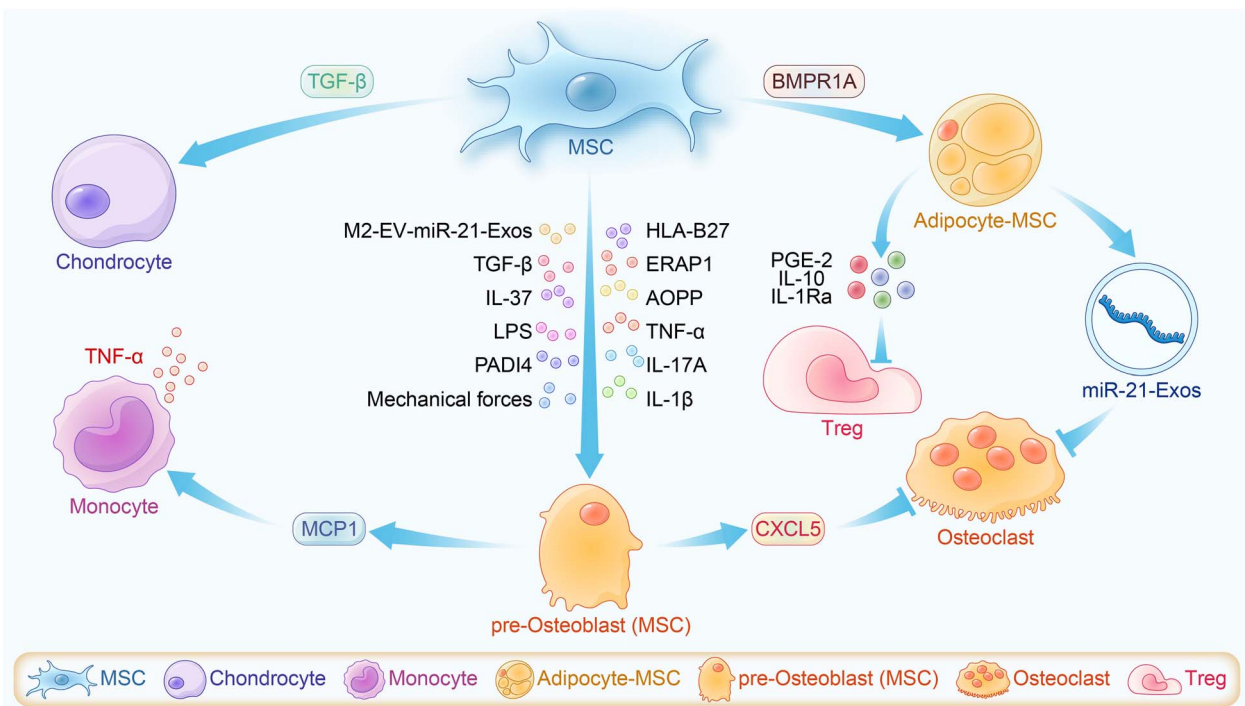 TGF-β
MSC
BMPR1A
Chondrocyte
Adipocyte-MSC
M2-EV-miR-21-Exos
TGF-β
IL-37
LPS
PADI4
Mechanical forces
HLA-B27
ERAP1
AOPP
TNF-α
IL-17A
IL-1β
PGE-2
IL-10
IL-1Ra
miR-21-Exos
Treg
TNF-α
Monocyte
MCP1
CXCL5
Osteoclast
pre-Osteoblast (MSC)
MSC Chondrocyte Monocyte Adipocyte-MSC pre-Osteoblast (MSC) Osteoclast Treg